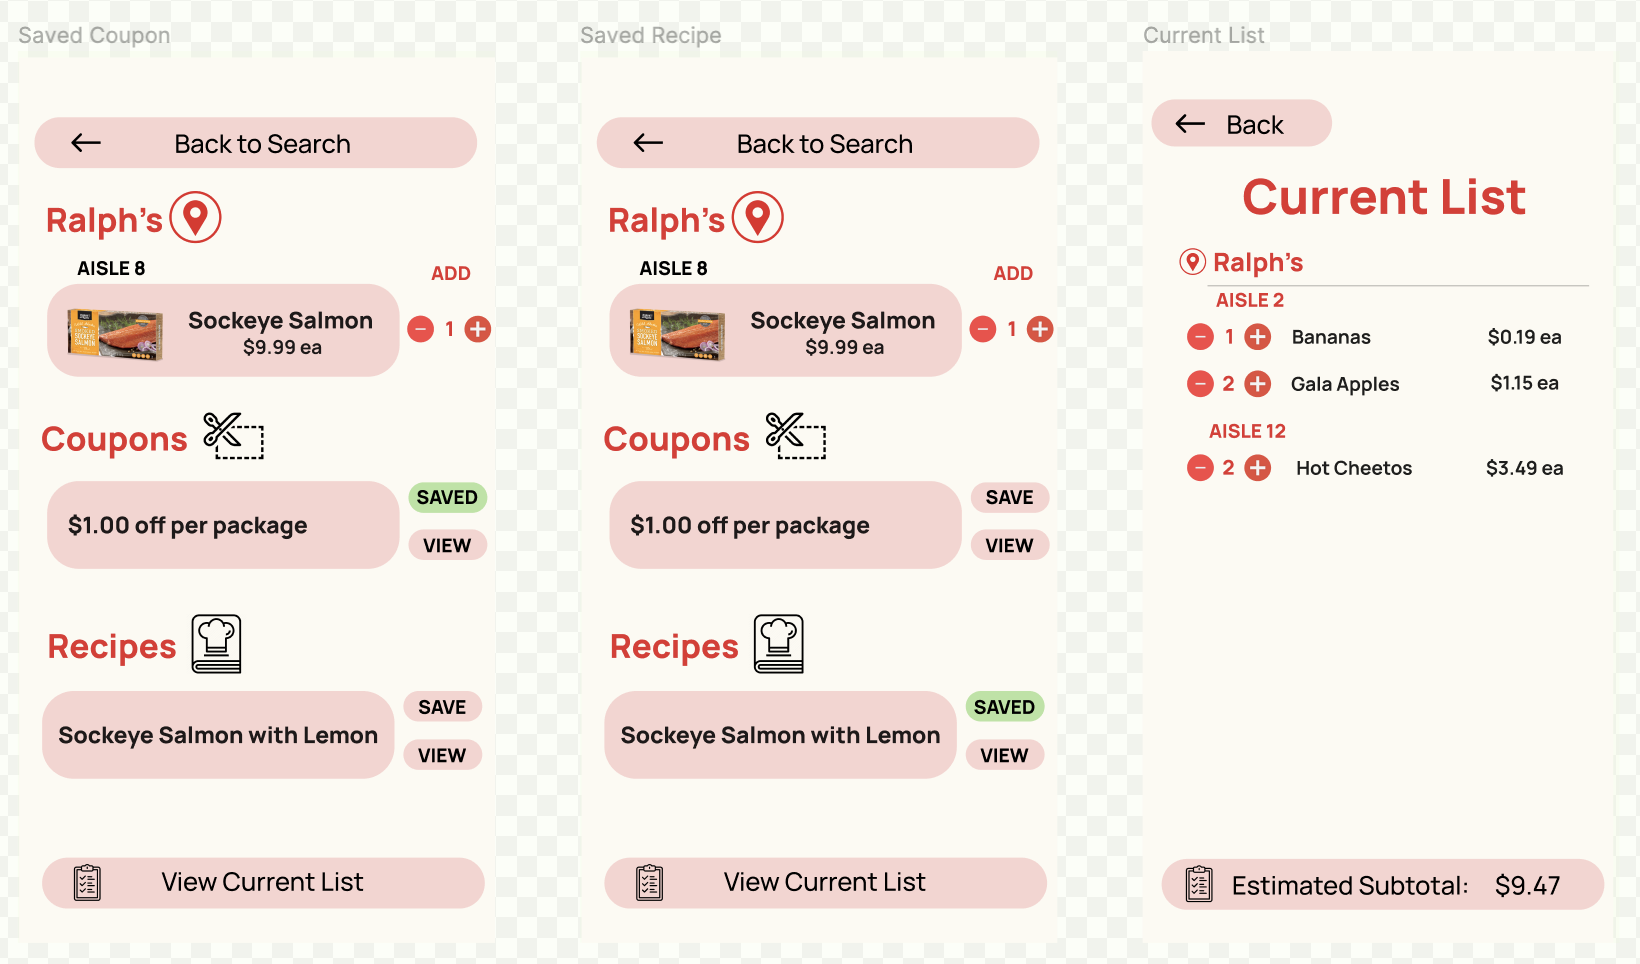 Saved Coupon
Back to Search
Ralph's
AISLE 8
ADD
SOCKEYE
SALMON
Sockeye Salmon
$9.99 ea
− 1 +
Coupons
$1.00 off per package
SAVED
VIEW
Recipes
Sockeye Salmon with Lemon
SAVE
VIEW
View Current List
Saved Recipe
Back to Search
Ralph's
AISLE 8
ADD
SOCKEYE
SALMON
Sockeye Salmon
$9.99 ea
− 1 +
Coupons
$1.00 off per package
SAVE
VIEW
Recipes
Sockeye Salmon with Lemon
SAVED
VIEW
View Current List
Current List
Back
Current List
Ralph's
AISLE 2
− 1 + Bananas $0.19 ea
− 2 + Gala Apples $1.15 ea
AISLE 12
− 2 + Hot Cheetos $3.49 ea
Estimated Subtotal: $9.47